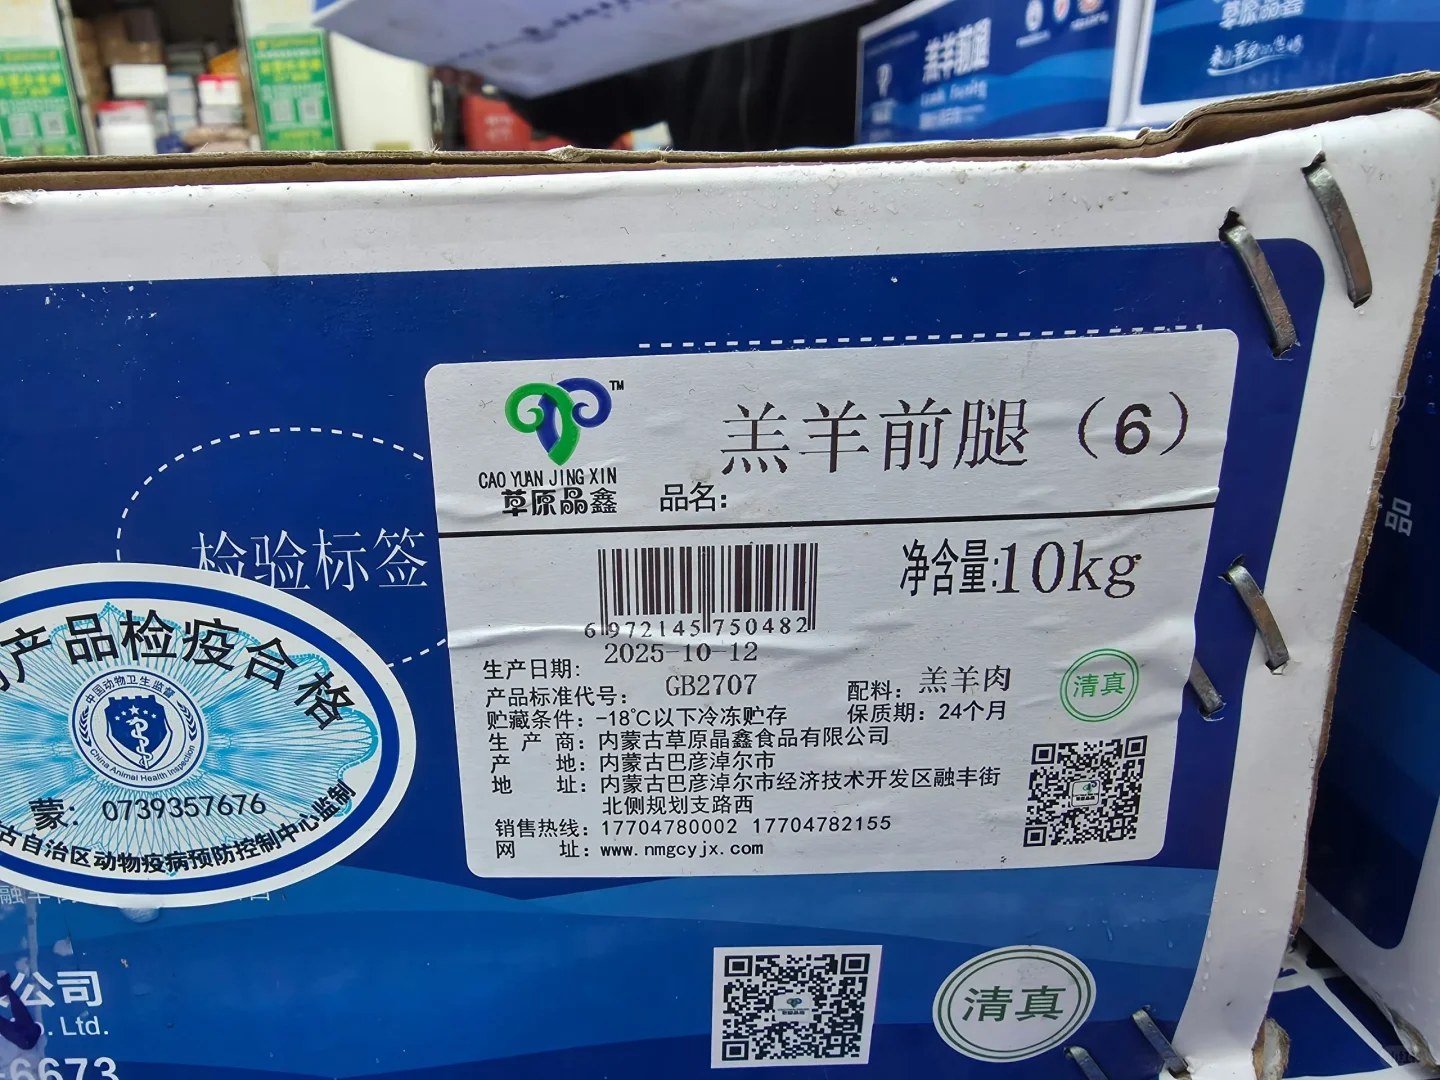 羔羊前腿
草原晶鑫
检验标签
TM
CAO YUAN JING XIN
草原晶鑫
品名：
羔羊前腿（6）
净含量:10kg
6 972145 750482
生产日期： 2025-10-12
产品标准代号： GB2707
配料：羔羊肉
贮藏条件：-18℃以下冷冻贮存
保质期：24个月
清真
生产商：内蒙古草原晶鑫食品有限公司
产地：内蒙古巴彦淖尔市
地址：内蒙古巴彦淖尔市经济技术开发区融丰街
北侧规划支路西
销售热线：17704780002 17704782155
网址：www.nmgcyjx.com
产品检疫合格
中国动物卫生监督
China Animal Health Inspection
蒙： 0739357676
古自治区动物疫病预防控制中心监制
公司
. Ltd.
6673
清真
品